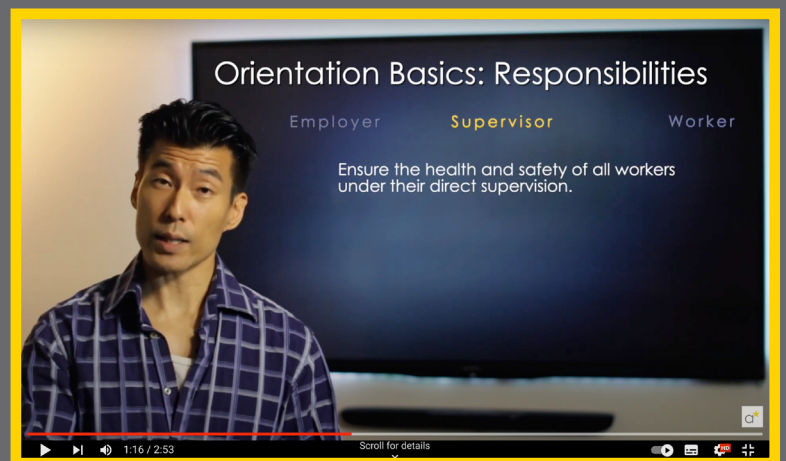 Orientation Basics: Responsibilities
Employer Supervisor Worker
Ensure the health and safety of all workers
under their direct supervision.
a
1:16 / 2:53
Scroll for details
HD